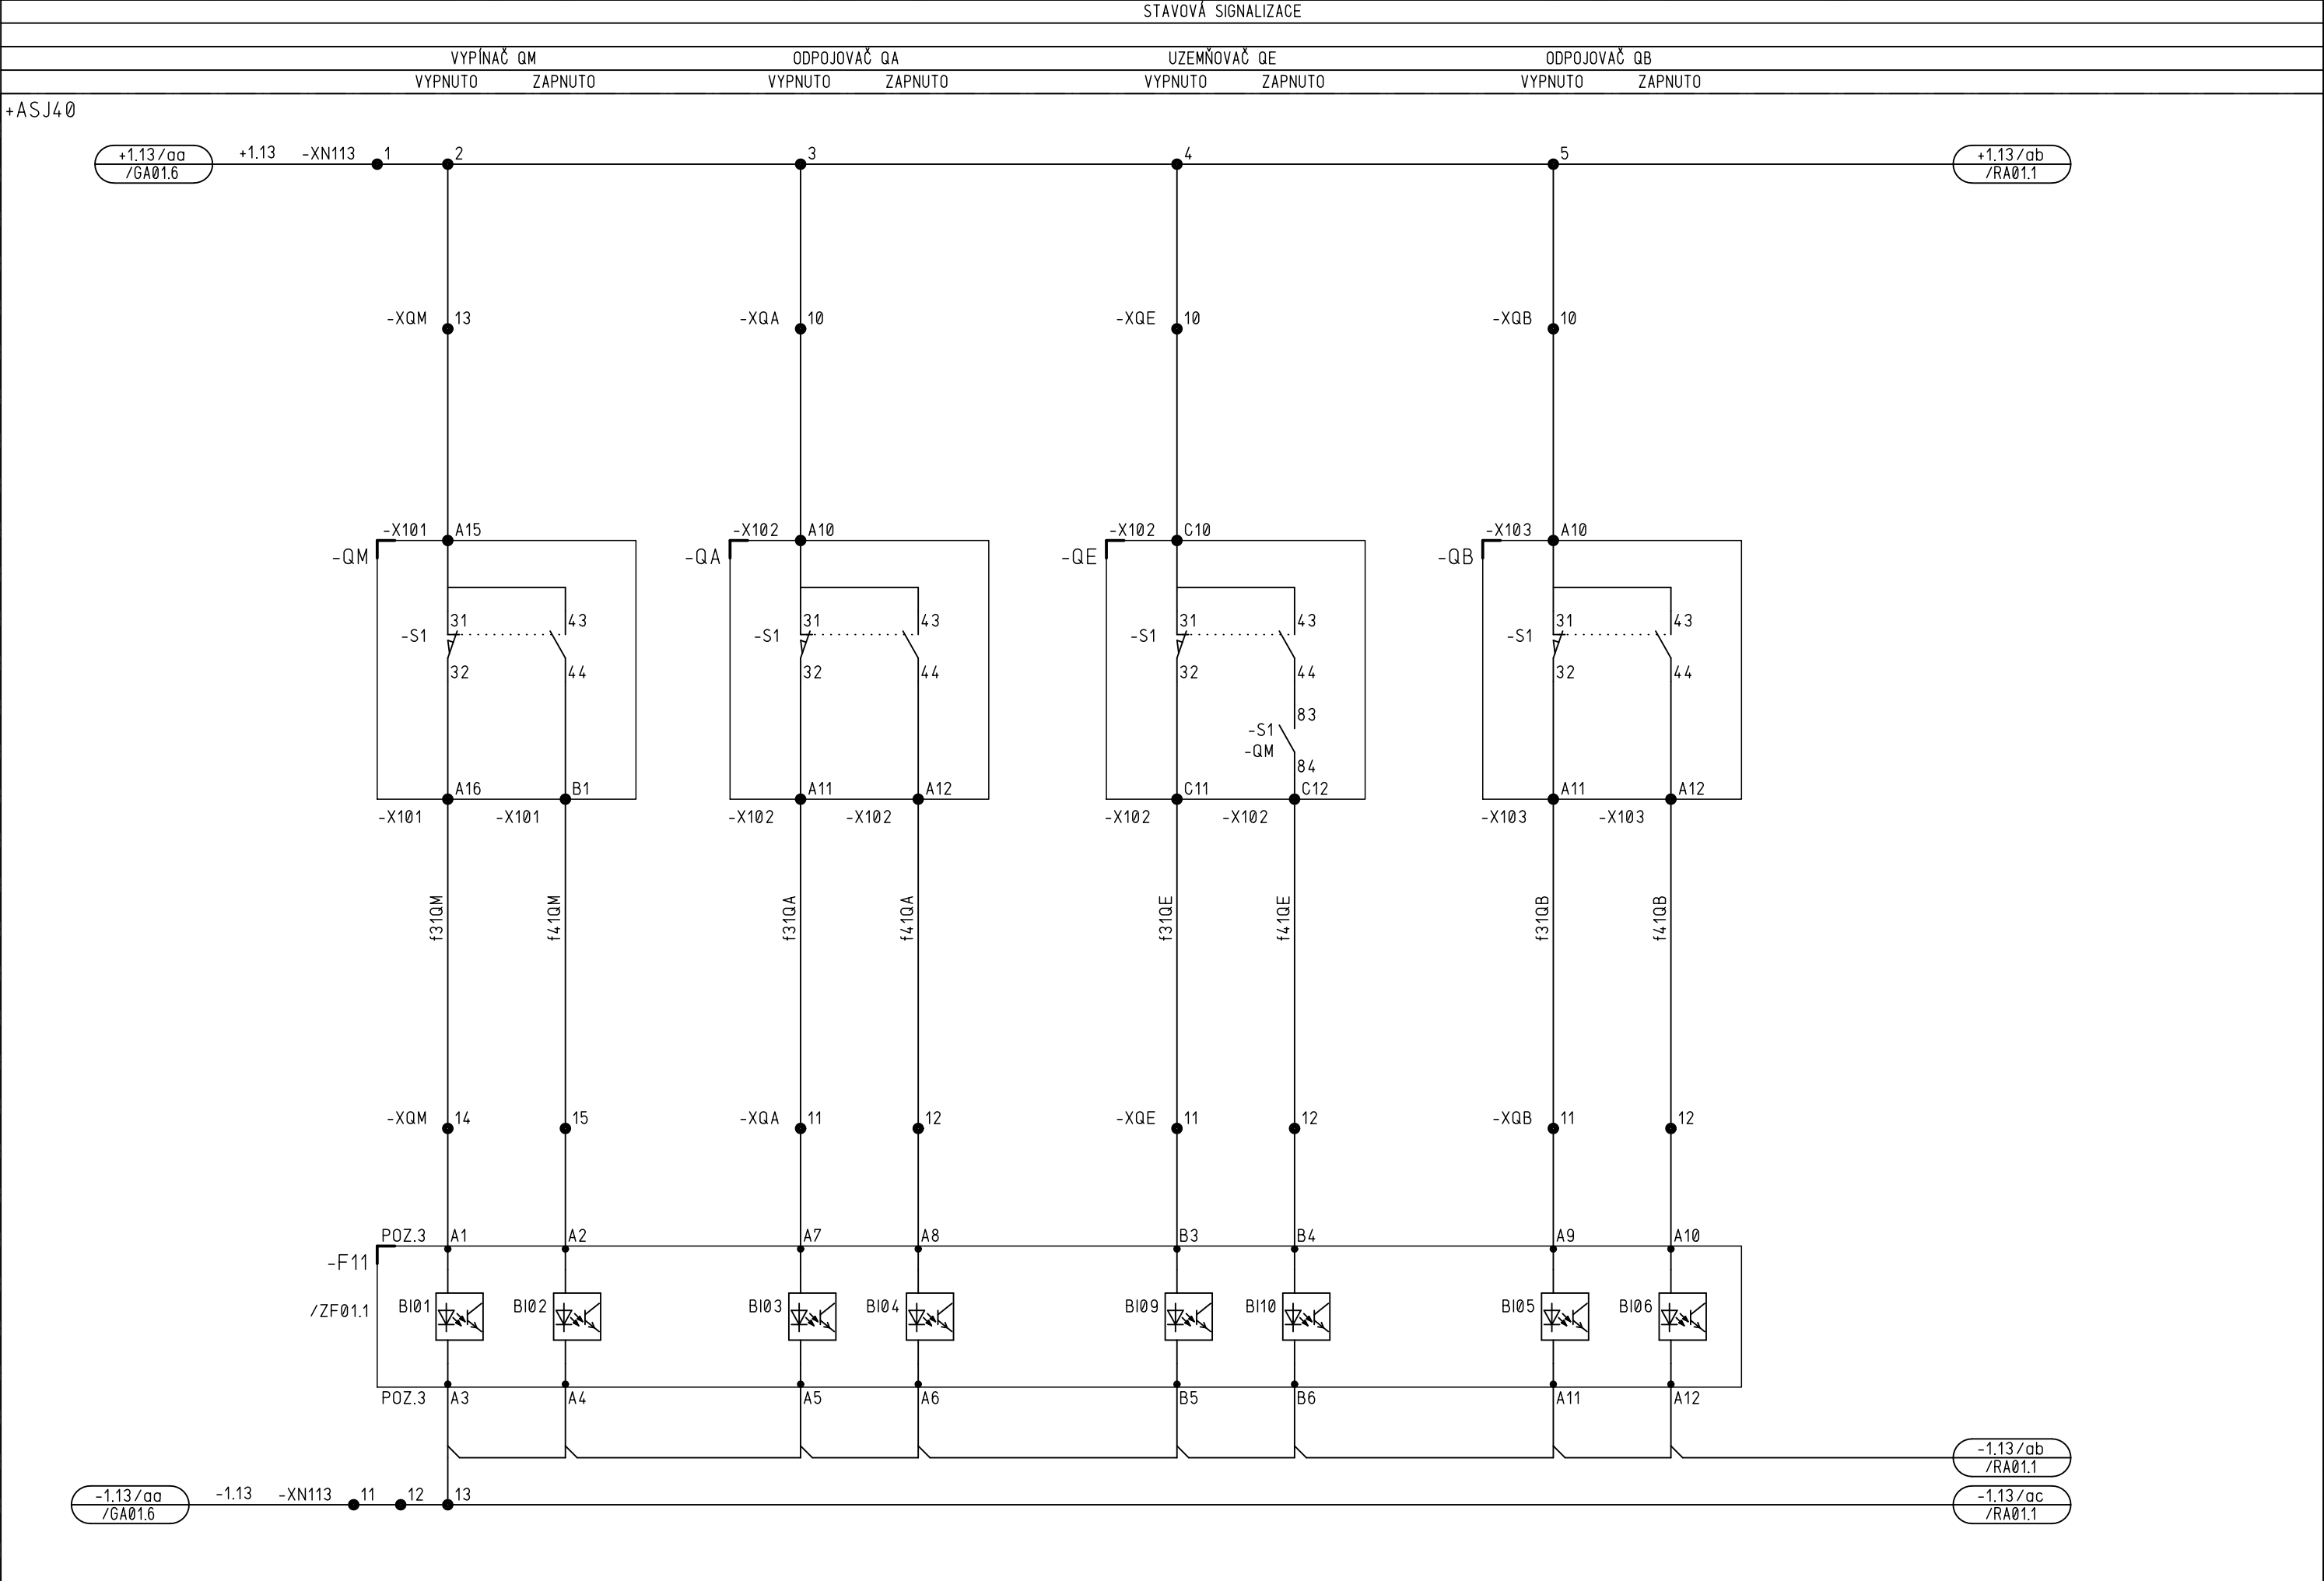 STAVOVÁ SIGNALIZACE
VYPÍNAČ QM ODPOJOVAČ QA UZEMŇOVAČ QE ODPOJOVAČ QB
VYPNUTO ZAPNUTO VYPNUTO ZAPNUTO VYPNUTO ZAPNUTO VYPNUTO ZAPNUTO
+ASJ40
+1.13/aa +1.13 -XN113 1 2 3 4 5 +1.13/ab
/GA01.6 /RA01.1
-XQM 13 -XQA 10 -XQE 10 -XQB 10
-X101 A15 -X102 A10 -X102 C10 -X103 A10
-QM -QA -QE -QB
31 43 31 43 31 43 31 43
-S1 -S1 -S1 -S1
32 44 32 44 32 44 32 44
83
-S1
-QM
84
A16 B1 A11 A12 C11 C12 A11 A12
-X101 -X101 -X102 -X102 -X102 -X102 -X103 -X103
f31QM f41QM f31QA f41QA f31QE f41QE f31QB f41QB
-XQM 14 15 -XQA 11 12 -XQE 11 12 -XQB 11 12
POZ.3 A1 A2 A7 A8 B3 B4 A9 A10
-F11
/ZF01.1 BI01 BI02 BI03 BI04 BI09 BI10 BI05 BI06
POZ.3 A3 A4 A5 A6 B5 B6 A11 A12
-1.13/ab
/RA01.1
-1.13/aa -1.13 -XN113 11 12 13 -1.13/ac
/GA01.6 /RA01.1